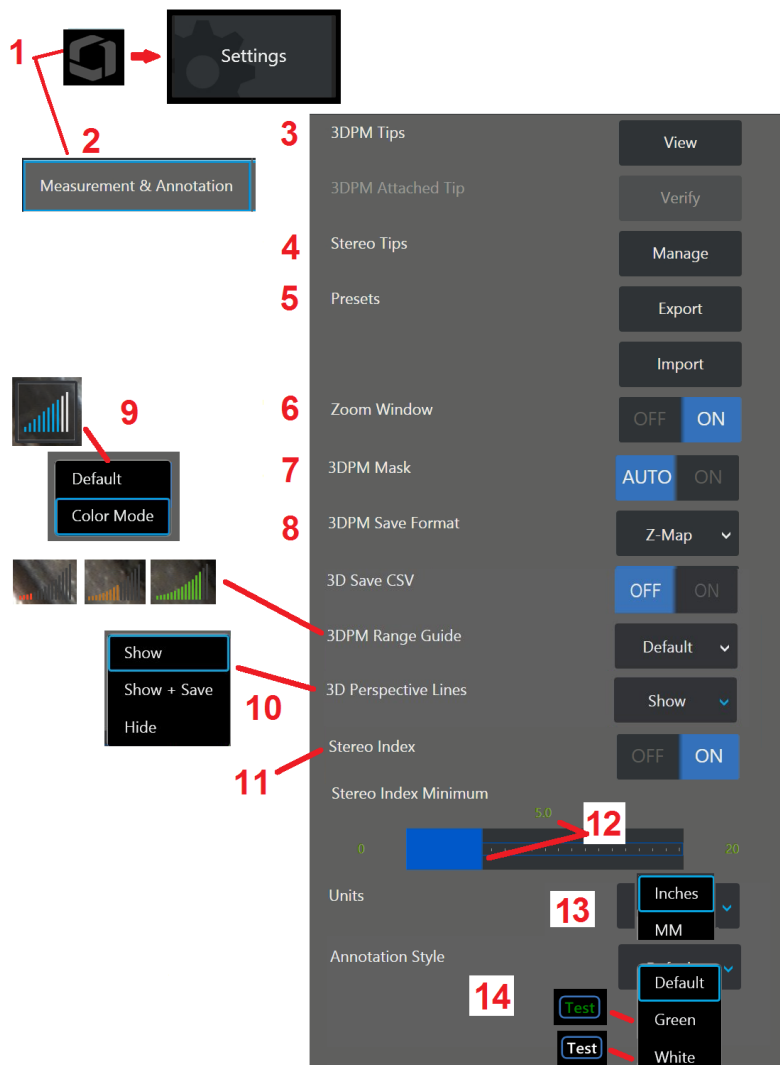 1
Settings
2
Measurement & Annotation
3 3DPM Tips View
3DPM Attached Tip Verify
4 Stereo Tips Manage
5 Presets Export
Import
9
6 Zoom Window OFF ON
Default
Color Mode
7 3DPM Mask AUTO ON
8 3DPM Save Format Z-Map
3D Save CSV OFF ON
3DPM Range Guide Default
Show
Show + Save
Hide
10
3D Perspective Lines Show
11
Stereo Index OFF ON
Stereo Index Minimum
5.0
12
0 20
Units
13
Inches
MM
Annotation Style
14
Default
Test Green
Test White